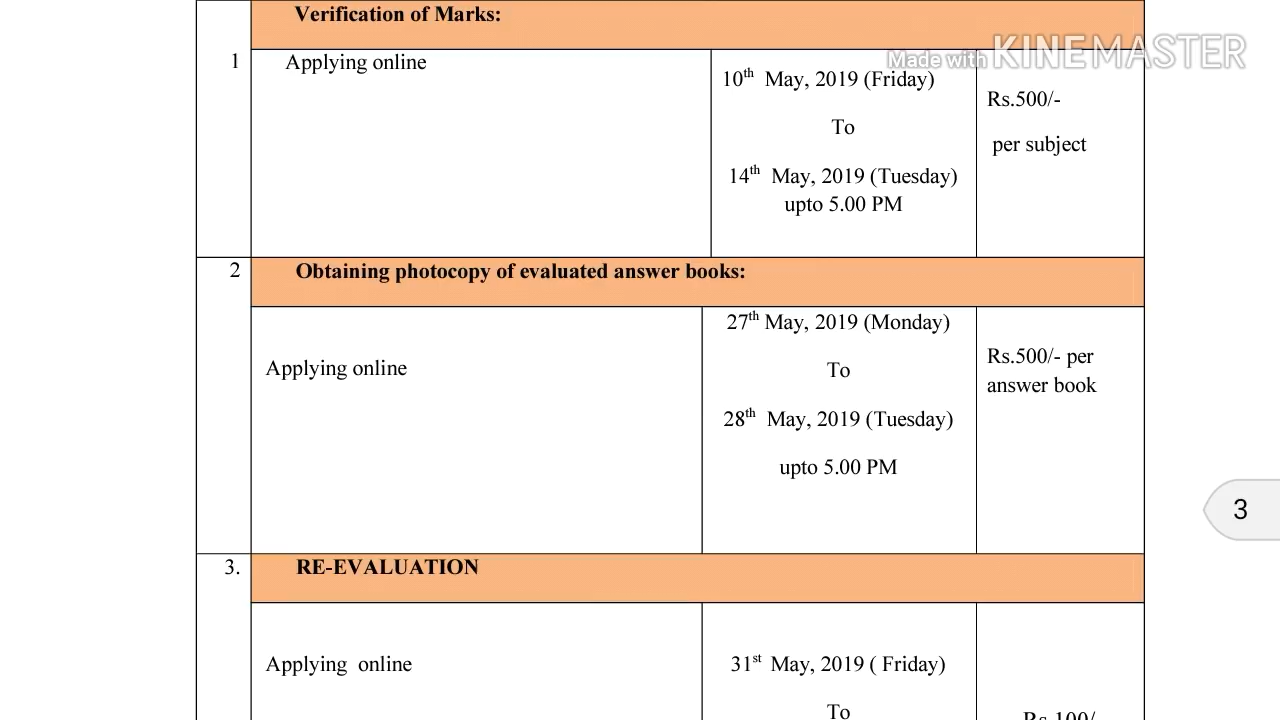 Verification of Marks:
Made with KINEMASTER
1
Applying online
10th May, 2019 (Friday)
To
14th May, 2019 (Tuesday)
upto 5.00 PM
Rs.500/-
per subject
2
Obtaining photocopy of evaluated answer books:
Applying online
27th May, 2019 (Monday)
To
28th May, 2019 (Tuesday)
upto 5.00 PM
Rs.500/- per
answer book
3
3.
RE-EVALUATION
Applying online
31st May, 2019 ( Friday)
To
Rs.100/